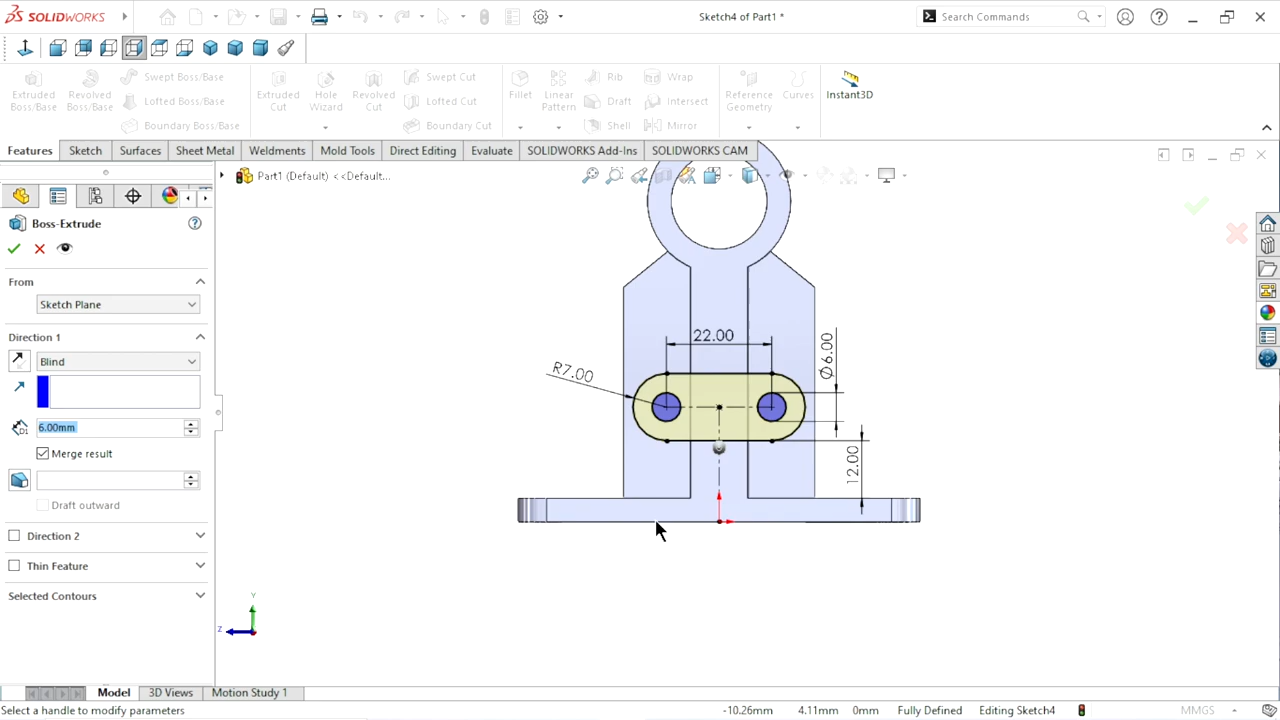 SOLIDWORKS
Sketch4 of Part1 *
Search Commands
Extruded Boss/Base
Revolved Boss/Base
Swept Boss/Base
Lofted Boss/Base
Boundary Boss/Base
Extruded Cut
Hole Wizard
Revolved Cut
Swept Cut
Lofted Cut
Boundary Cut
Fillet
Linear Pattern
Rib
Draft
Shell
Wrap
Intersect
Mirror
Reference Geometry
Curves
Instant3D
Features Sketch Surfaces Sheet Metal Weldments Mold Tools Direct Editing Evaluate SOLIDWORKS Add-Ins SOLIDWORKS CAM
Part1 (Default) <<Default...
Boss-Extrude
From
Sketch Plane
Direction 1
Blind
D1
6.00mm
Merge result
Draft outward
Direction 2
Thin Feature
Selected Contours
22.00
R7.00
Ø6.00
12.00
Y
Z
Model 3D Views Motion Study 1
Select a handle to modify parameters
-10.26mm 4.11mm 0mm Fully Defined Editing Sketch4 MMGS